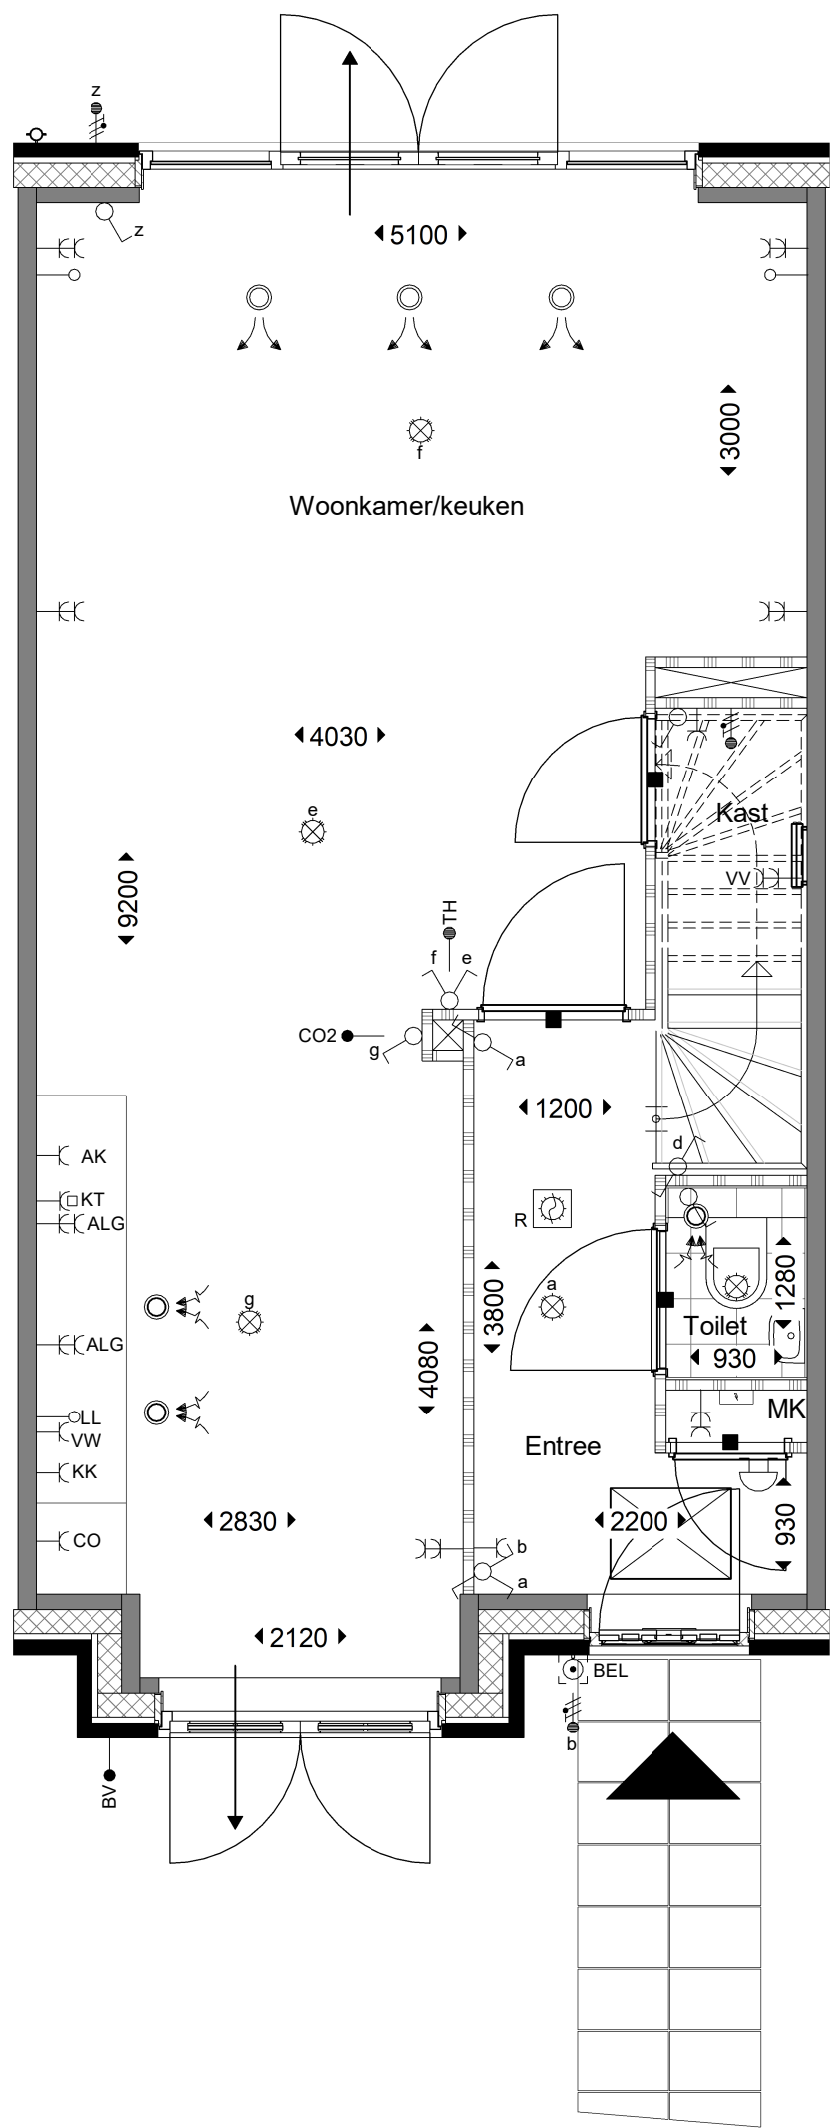 z
z
5100
f
3000
Woonkamer/keuken
4030
e
Kast
VV
9200
TH
f
e
CO2
g
a
1200
d
AK
KT
ALG
R
g
a
3800
1280
Toilet
ALG
4080
930
LL
VW
MK
KK
Entree
2830
2200
930
CO
b
a
2120
BEL
b
BV